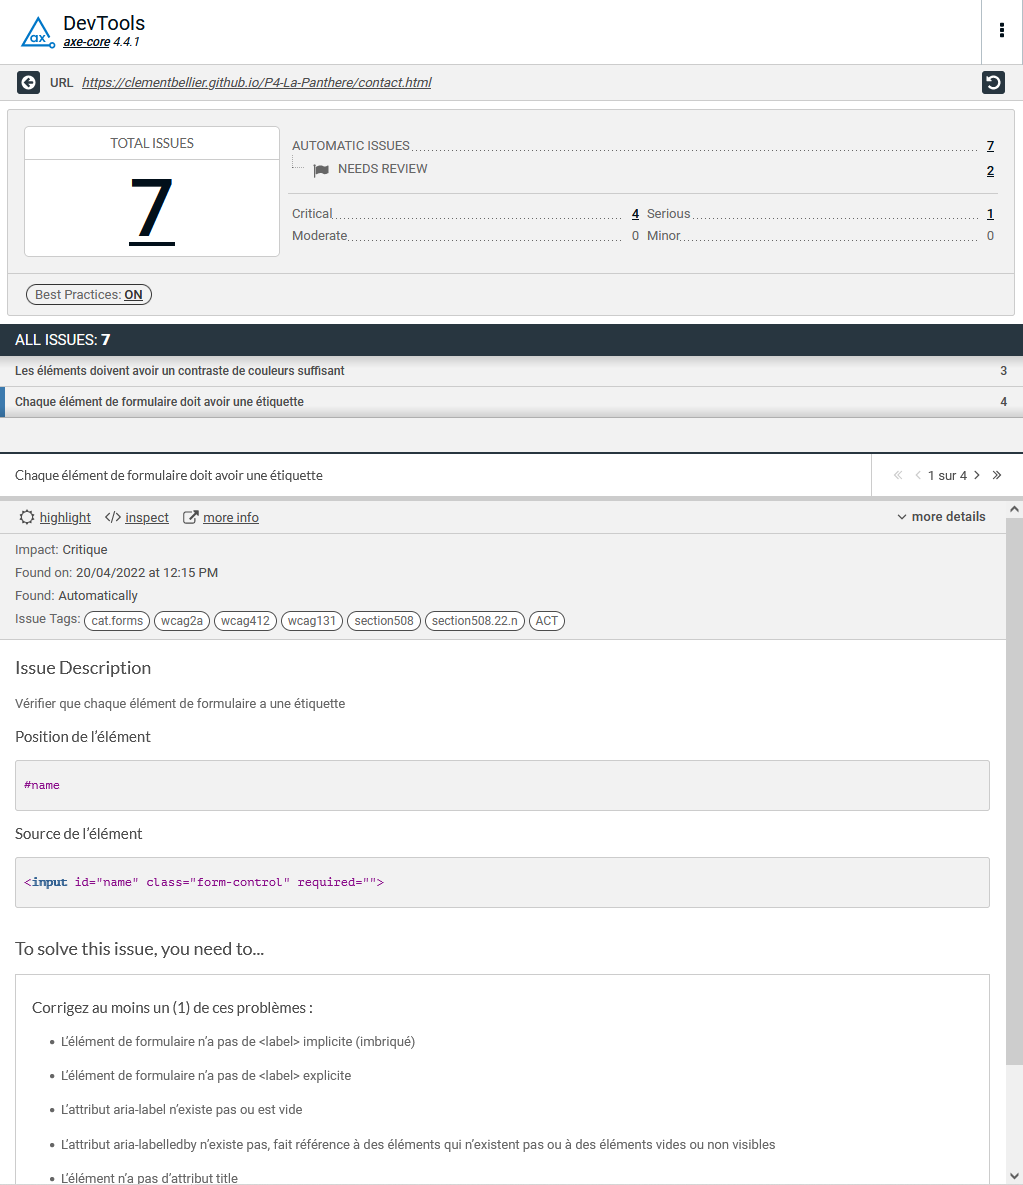 DevTools
axe-core 4.4.1
URL https://clementbellier.github.io/P4-La-Panthere/contact.html
TOTAL ISSUES
7
AUTOMATIC ISSUES 7
NEEDS REVIEW 2
Critical 4 Serious 1
Moderate 0 Minor 0
Best Practices: ON
ALL ISSUES: 7
Les éléments doivent avoir un contraste de couleurs suffisant 3
Chaque élément de formulaire doit avoir une étiquette 4
Chaque élément de formulaire doit avoir une étiquette « ‹ 1 sur 4 › »
highlight </> inspect more info more details
Impact: Critique
Found on: 20/04/2022 at 12:15 PM
Found: Automatically
Issue Tags: cat.forms wcag2a wcag412 wcag131 section508 section508.22.n ACT
Issue Description
Vérifier que chaque élément de formulaire a une étiquette
Position de l’élément
#name
Source de l’élément
<input id="name" class="form-control" required="">
To solve this issue, you need to...
Corrigez au moins un (1) de ces problèmes :
• L’élément de formulaire n’a pas de <label> implicite (imbriqué)
• L’élément de formulaire n’a pas de <label> explicite
• L’attribut aria-label n’existe pas ou est vide
• L’attribut aria-labelledby n’existe pas, fait référence à des éléments qui n’existent pas ou à des éléments vides ou non visibles
• L’élément n’a pas d’attribut title